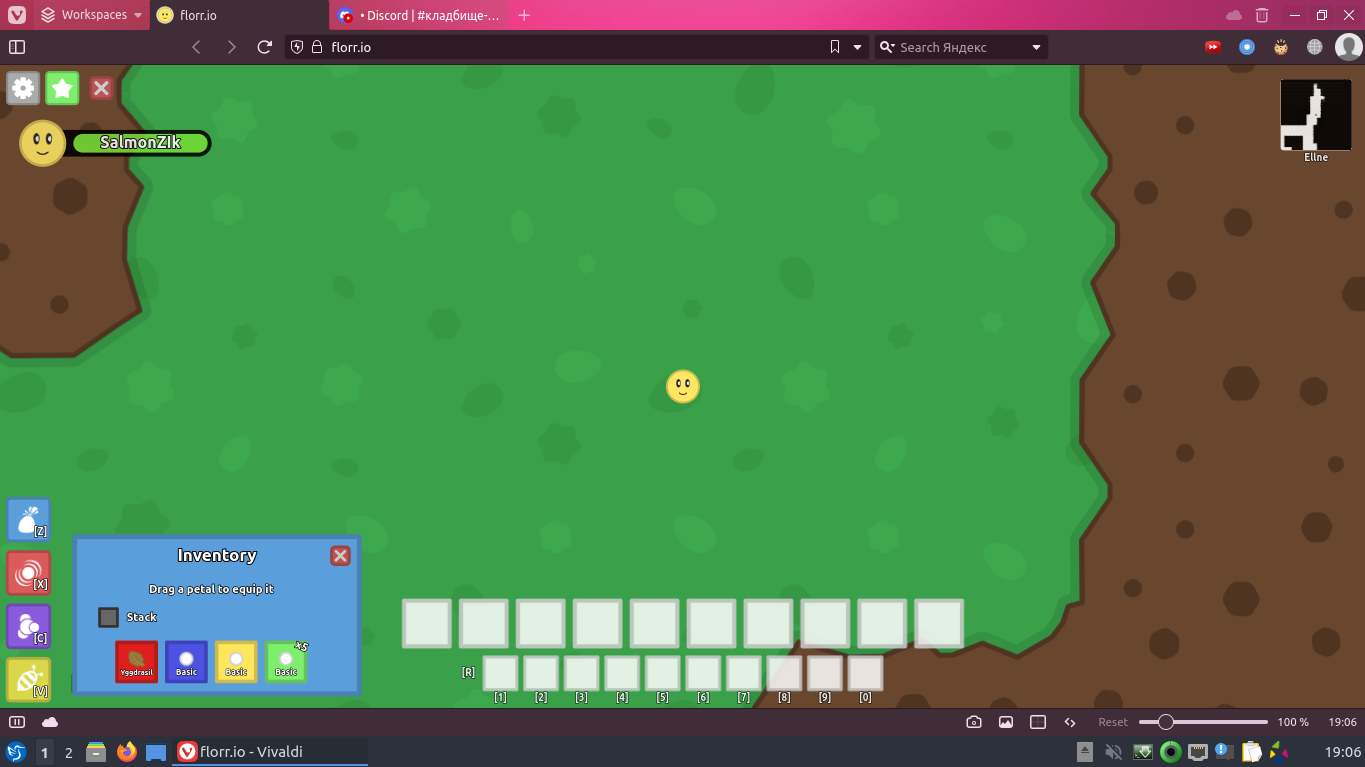 Workspaces
florr.io
• Discord | #кладбище-...
florr.io
Search Яндекс
SalmonZIk
Ellne
[Z]
[X]
[C]
[V]
Inventory
Drag a petal to equip it
Stack
Yggdrasil
Basic
Basic
x5
Basic
[R]
[1]
[2]
[3]
[4]
[5]
[6]
[7]
[8]
[9]
[0]
Reset
100 %
19:06
1
2
florr.io - Vivaldi
19:06